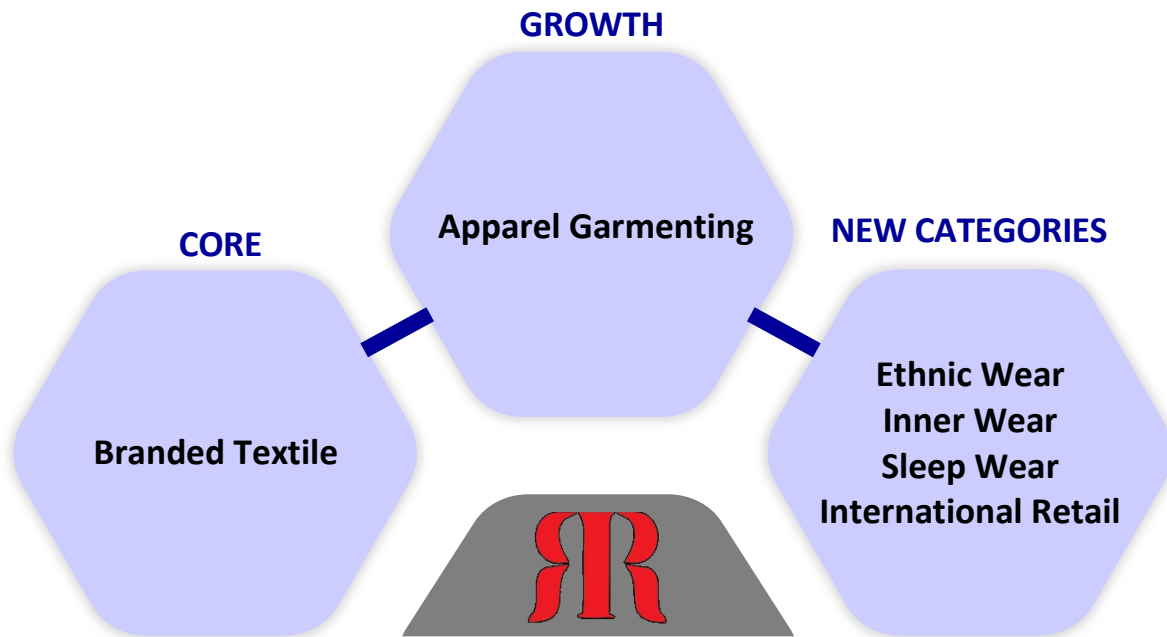 GROWTH
Apparel Garmenting
CORE
Branded Textile
NEW CATEGORIES
Ethnic Wear
Inner Wear
Sleep Wear
International Retail